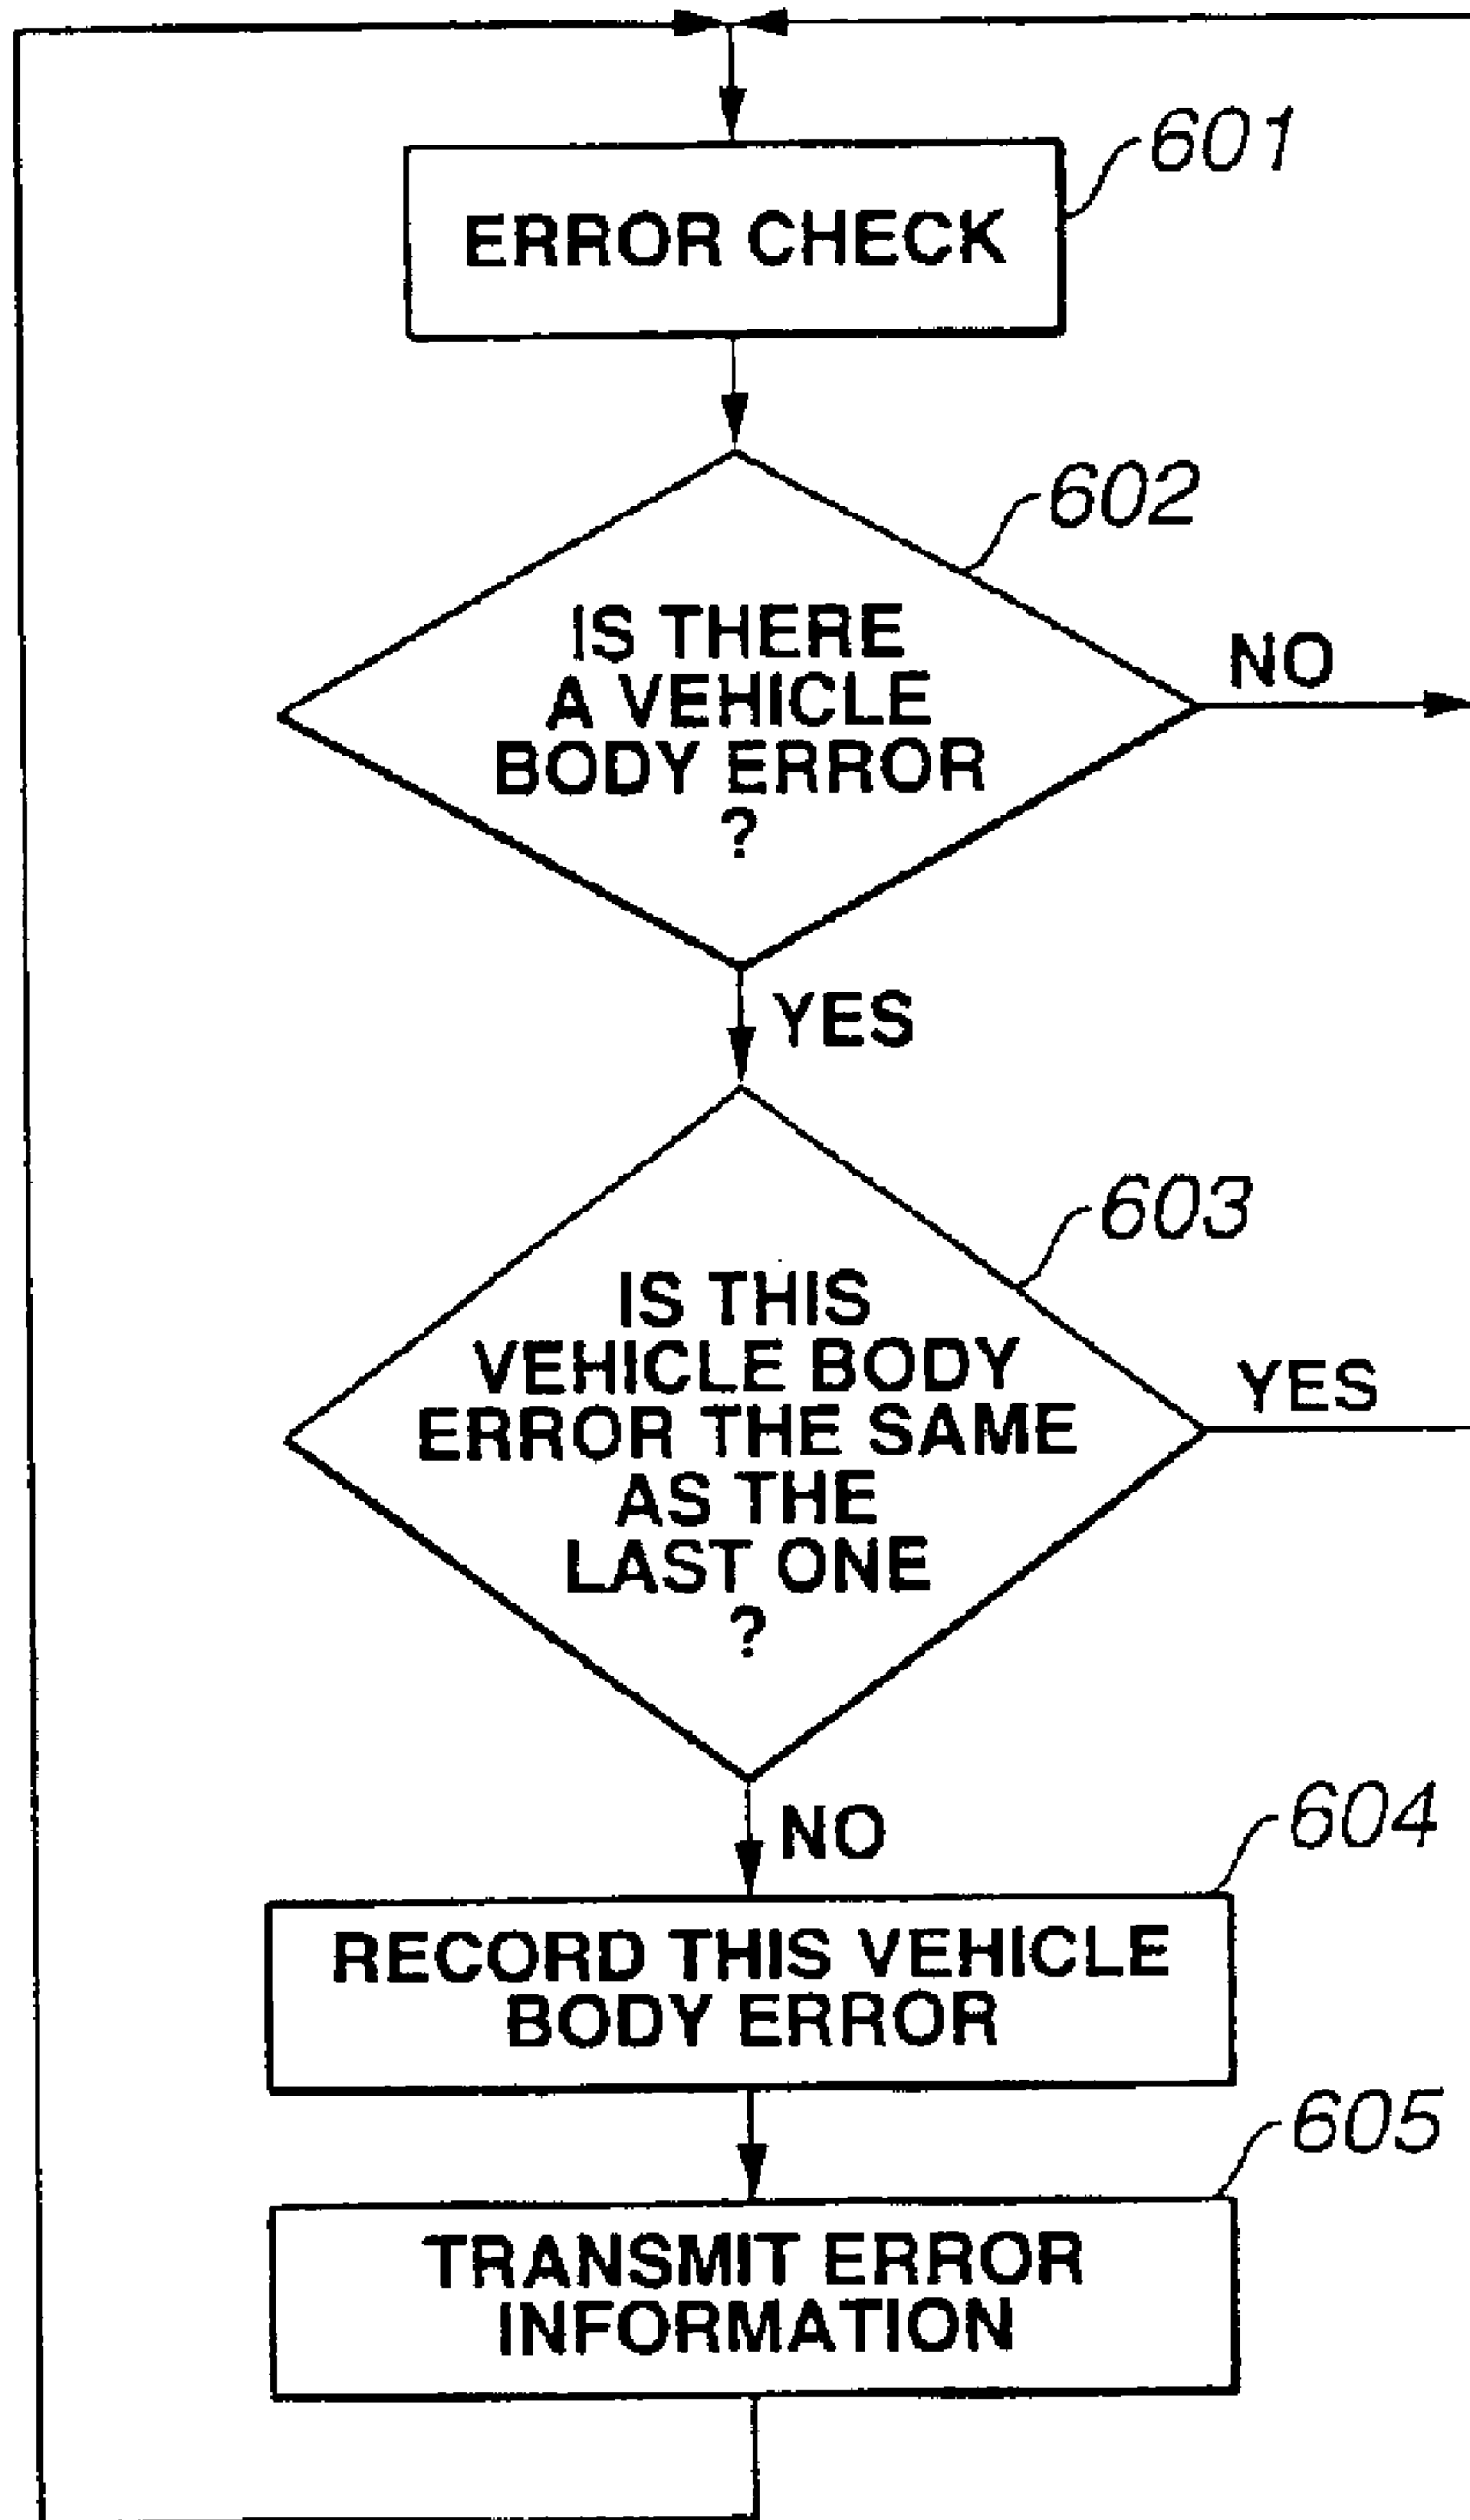 601
ERROR CHECK
602
IS THERE
A VEHICLE
BODY ERROR
?
NO
YES
603
IS THIS
VEHICLE BODY
ERROR THE SAME
AS THE
LAST ONE
?
YES
NO
604
RECORD THIS VEHICLE
BODY ERROR
605
TRANSMIT ERROR
INFORMATION